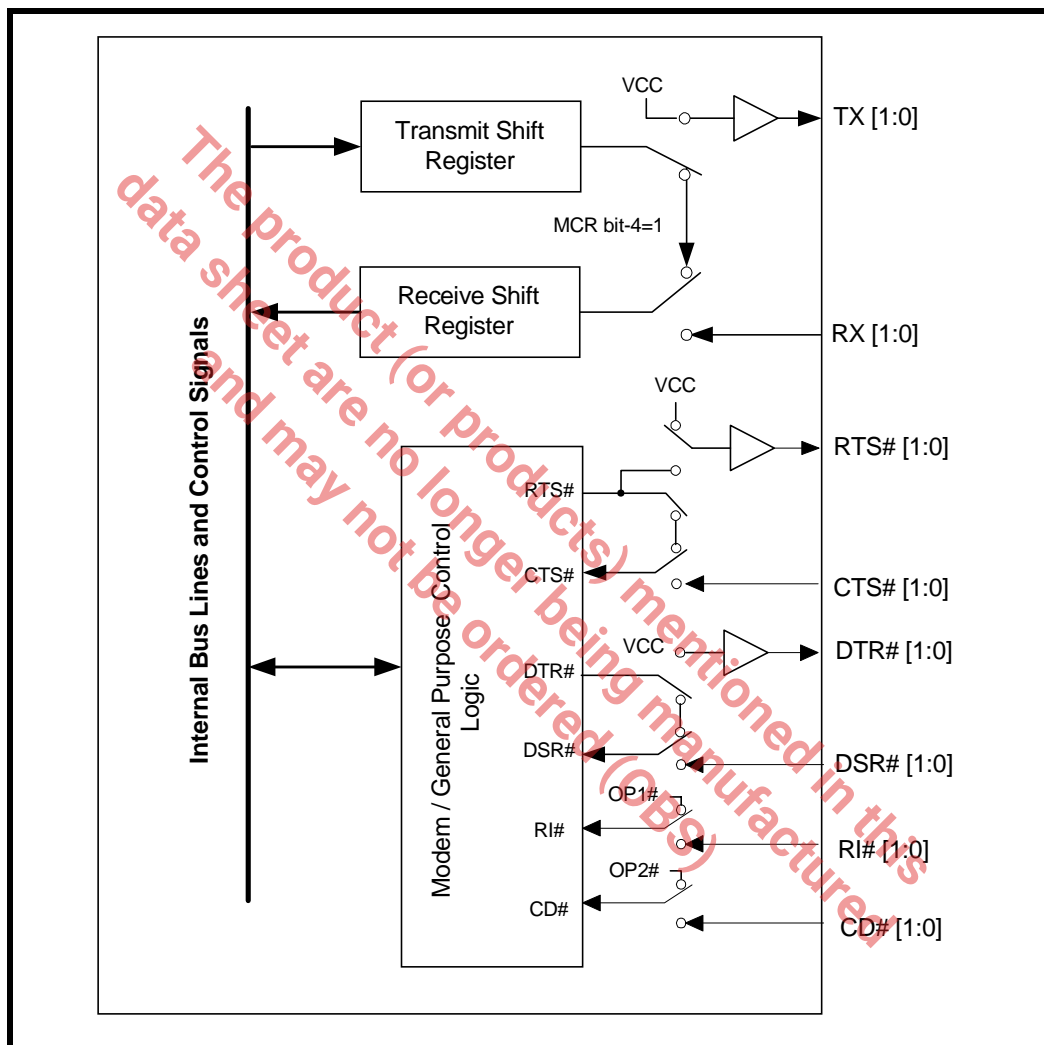 VCC
TX [1:0]
Transmit Shift
Register
MCR bit-4=1
Receive Shift
Register
RX [1:0]
VCC
RTS# [1:0]
RTS#
CTS#
CTS# [1:0]
VCC
DTR# [1:0]
DTR#
DSR#
DSR# [1:0]
OP1#
RI#
RI# [1:0]
OP2#
CD#
CD# [1:0]
Internal Bus Lines and Control Signals
Modem / General Purpose Control
Logic
The product (or products) mentioned in this
data sheet are no longer being manufactured
and may not be ordered (OBS)